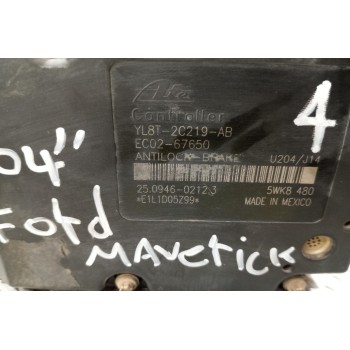 Ate
4
Controller
YL8T-2C219-AB
EC02-67650
ANTILOCK BRAKE U204/J14
25.0946-0212.3 5WK8 480
*E1L1D05Z99* MADE IN MEXICO
04"
Ford
MAVERICK